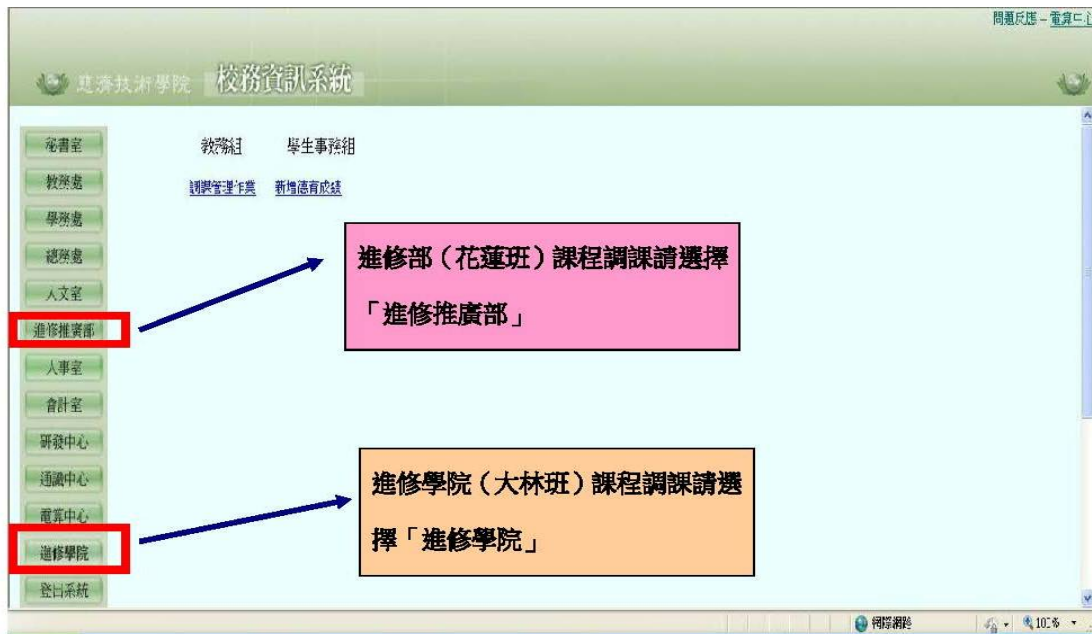 問題反應 – 電算中心
慈濟技術學院 校務資訊系統
秘書室
教務處
學務處
總務處
人文室
進修推廣部
人事室
會計室
研發中心
通識中心
電算中心
進修學院
登出系統
教務組 學生事務組
調課管理作業 新增德育成績
進修部（花蓮班）課程調課請選擇
「進修推廣部」
進修學院（大林班）課程調課請選
擇「進修學院」
網際網路
100%